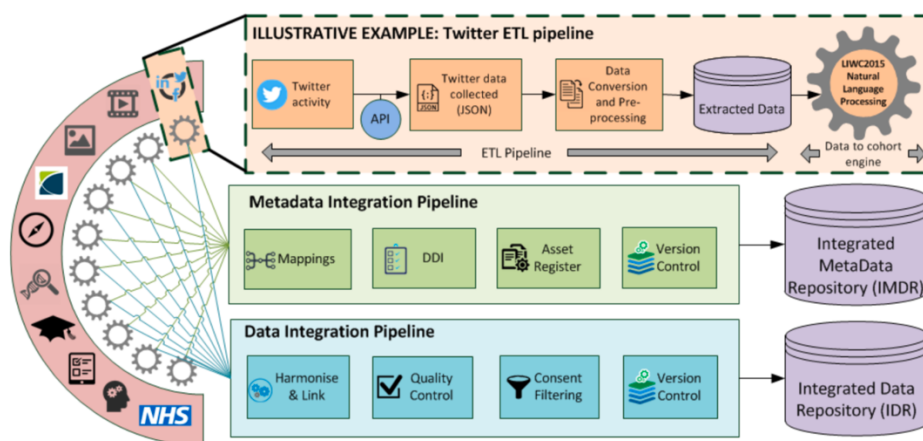 ILLUSTRATIVE EXAMPLE: Twitter ETL pipeline
Twitter
activity
API
Twitter data
collected
(JSON)
{:}
JSON
Data
Conversion
and Pre-
processing
Extracted Data
LIWC2015
Natural
Language
Processing
ETL Pipeline
Data to cohort
engine
in
f
Metadata Integration Pipeline
Mappings
DDI
Asset
Register
Version
Control
Integrated
MetaData
Repository (IMDR)
Data Integration Pipeline
Harmonise
& Link
Quality
Control
Consent
Filtering
Version
Control
Integrated Data
Repository
(IDR)
NHS